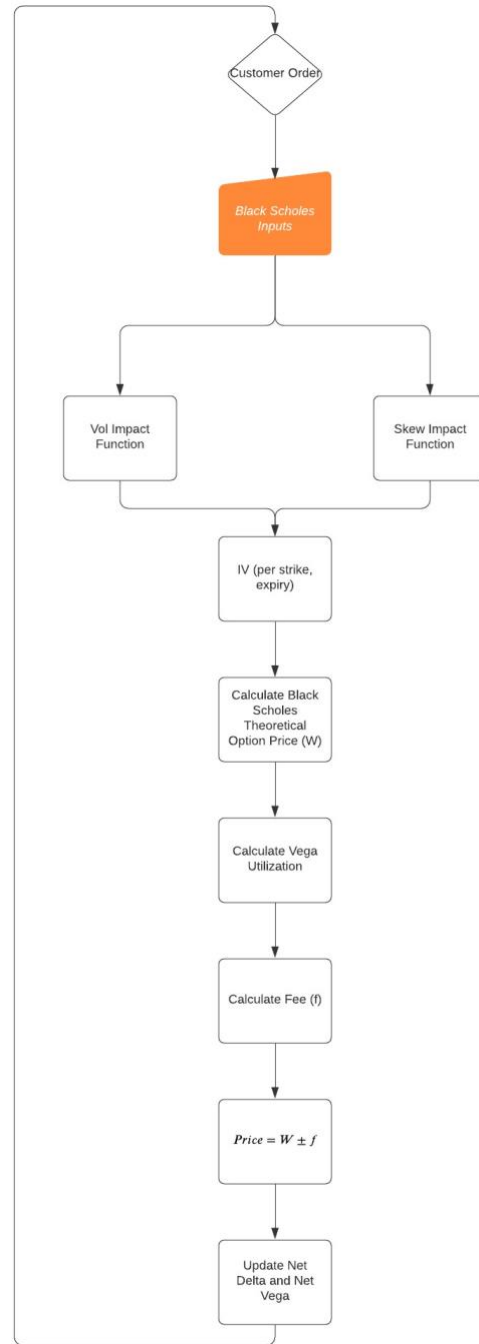 Customer Order
Black Scholes
Inputs
Vol Impact
Function
Skew Impact
Function
IV (per strike,
expiry)
Calculate Black
Scholes
Theoretical
Option Price (W)
Calculate Vega
Utilization
Calculate Fee (f)
Price = W ± f
Update Net
Delta and Net
Vega